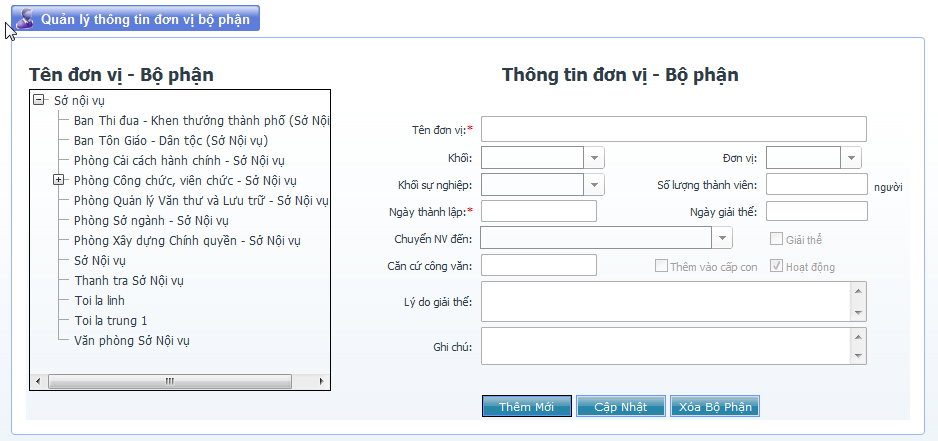 Quản lý thông tin đơn vị bộ phận
Tên đơn vị - Bộ phận
Sở nội vụ
Ban Thi đua - Khen thưởng thành phố (Sở Nội
Ban Tôn Giáo - Dân tộc (Sở Nội vụ)
Phòng Cải cách hành chính - Sở Nội vụ
Phòng Công chức, viên chức - Sở Nội vụ
Phòng Quản lý Văn thư và Lưu trữ - Sở Nội vụ
Phòng Sở ngành - Sở Nội vụ
Phòng Xây dựng Chính quyền - Sở Nội vụ
Sở Nội vụ
Thanh tra Sở Nội vụ
Toi la linh
Toi la trung 1
Văn phòng Sở Nội vụ
Thông tin đơn vị - Bộ phận
Tên đơn vị:*
Khối: Đơn vị:
Khối sự nghiệp: Số lượng thành viên: người
Ngày thành lập:* Ngày giải thể:
Chuyển NV đến: Giải thể
Căn cứ công văn: Thêm vào cấp con Hoạt động
Lý do giải thể:
Ghi chú:
Thêm Mới Cập Nhật Xóa Bộ Phận